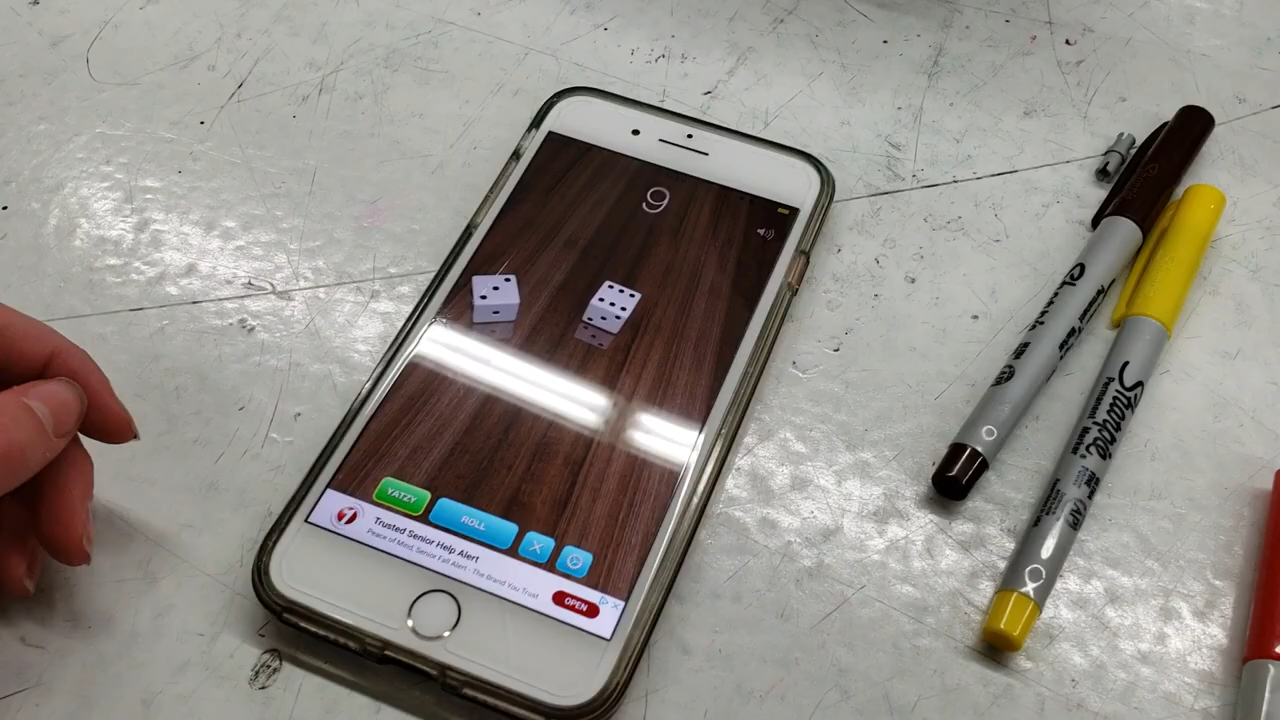 9
YATZY
ROLL
Trusted Senior Help Alert
Peace of Mind, Senior Fall Alert - The Brand You Trust
OPEN
Sharpie
Sharpie
Permanent Marker